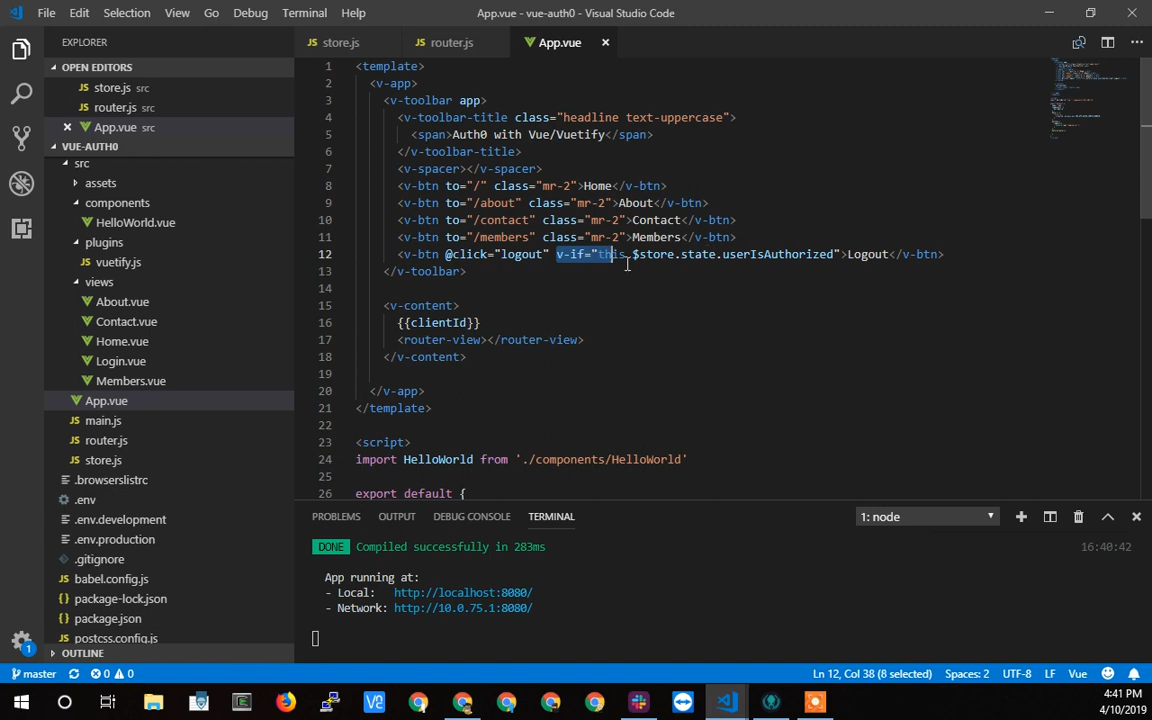 File Edit Selection View Go Debug Terminal Help
App.vue - vue-auth0 - Visual Studio Code
EXPLORER
JS store.js
JS router.js
App.vue
OPEN EDITORS
JS store.js src
JS router.js src
App.vue src
VUE-AUTH0
src
assets
components
HelloWorld.vue
plugins
vuetify.js
views
About.vue
Contact.vue
Home.vue
Login.vue
Members.vue
App.vue
JS main.js
JS router.js
JS store.js
.browserslistrc
.env
.env.development
.env.production
.gitignore
babel.config.js
package-lock.json
package.json
postcss.config.js
OUTLINE
1 <template>
2 <v-app>
3 <v-toolbar app>
4 <v-toolbar-title class="headline text-uppercase">
5 <span>Auth0 with Vue/Vuetify</span>
6 </v-toolbar-title>
7 <v-spacer></v-spacer>
8 <v-btn to="/" class="mr-2">Home</v-btn>
9 <v-btn to="/about" class="mr-2">About</v-btn>
10 <v-btn to="/contact" class="mr-2">Contact</v-btn>
11 <v-btn to="/members" class="mr-2">Members</v-btn>
12 <v-btn @click="logout" v-if="this.$store.state.userIsAuthorized">Logout</v-btn>
13 </v-toolbar>
14
15 <v-content>
16 {{clientId}}
17 <router-view></router-view>
18 </v-content>
19
20 </v-app>
21 </template>
22
23 <script>
24 import HelloWorld from './components/HelloWorld'
25
26 export default {
PROBLEMS OUTPUT DEBUG CONSOLE TERMINAL
1: node
DONE Compiled successfully in 283ms
16:40:42
App running at:
- Local: http://localhost:8080/
- Network: http://10.0.75.1:8080/
1
master
0 0
Ln 12, Col 38 (8 selected) Spaces: 2 UTF-8 LF Vue
4:41 PM
4/10/2019